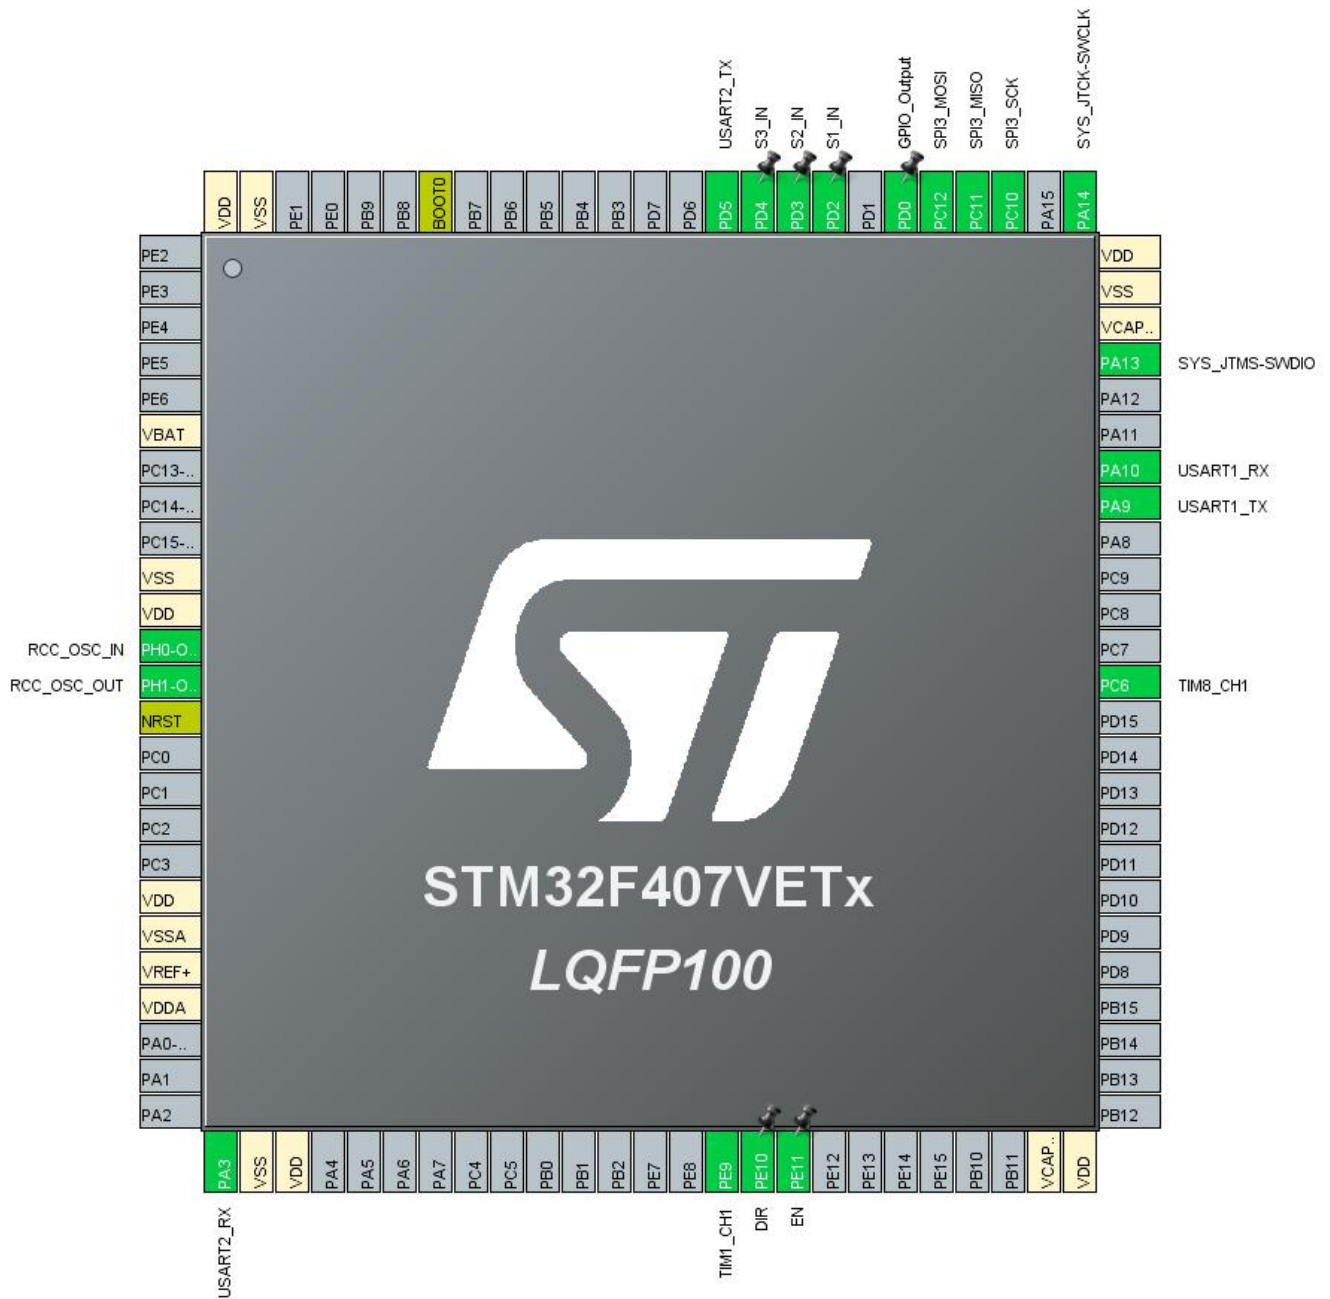 USART2_TX
S3_IN
S2_IN
S1_IN
GPIO_Output
SPI3_MOSI
SPI3_MISO
SPI3_SCK
SYS_JTCK-SWCLK
VDD
VSS
PE1
PE0
PB9
PB8
BOOT0
PB7
PB6
PB5
PB4
PB3
PD7
PD6
PD5
PD4
PD3
PD2
PD1
PD0
PC12
PC11
PC10
PA15
PA14
PE2
PE3
PE4
PE5
PE6
VBAT
PC13-..
PC14-..
PC15-..
VSS
VDD
RCC_OSC_IN PH0-O..
RCC_OSC_OUT PH1-O..
NRST
PC0
PC1
PC2
PC3
VDD
VSSA
VREF+
VDDA
PA0-..
PA1
PA2
ST
STM32F407VETx
LQFP100
VDD
VSS
VCAP..
PA13 SYS_JTMS-SWDIO
PA12
PA11
PA10 USART1_RX
PA9 USART1_TX
PA8
PC9
PC8
PC7
PC6 TIM8_CH1
PD15
PD14
PD13
PD12
PD11
PD10
PD9
PD8
PB15
PB14
PB13
PB12
PA3
VSS
VDD
PA4
PA5
PA6
PA7
PC4
PC5
PB0
PB1
PB2
PE7
PE8
PE9
PE10
PE11
PE12
PE13
PE14
PE15
PB10
PB11
VCAP..
VDD
USART2_RX
TIM1_CH1
DIR
EN